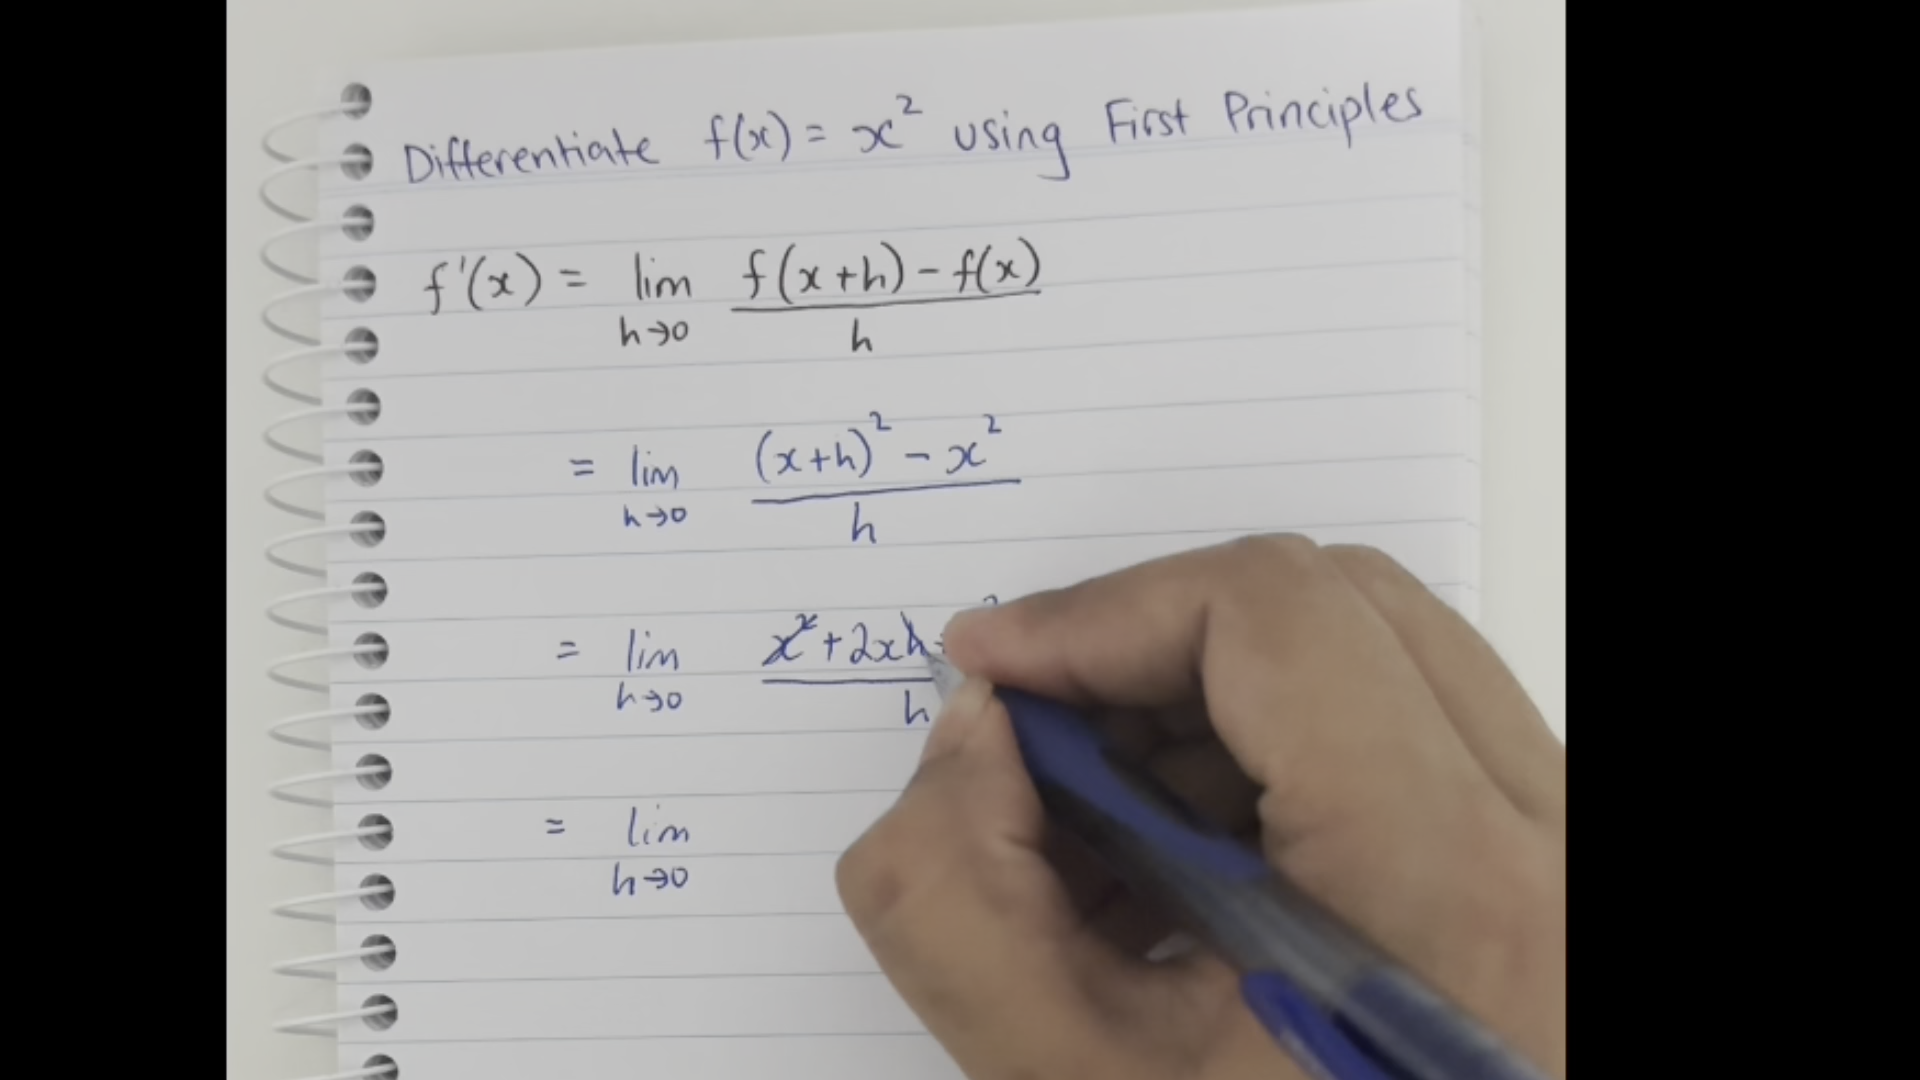 Differentiate f(x) = x² using First Principles
f'(x) = lim f(x+h) - f(x)
h→0 h
= lim (x+h)² - x²
h→0 h
= lim x² + 2xh
h→0 h
= lim
h→0